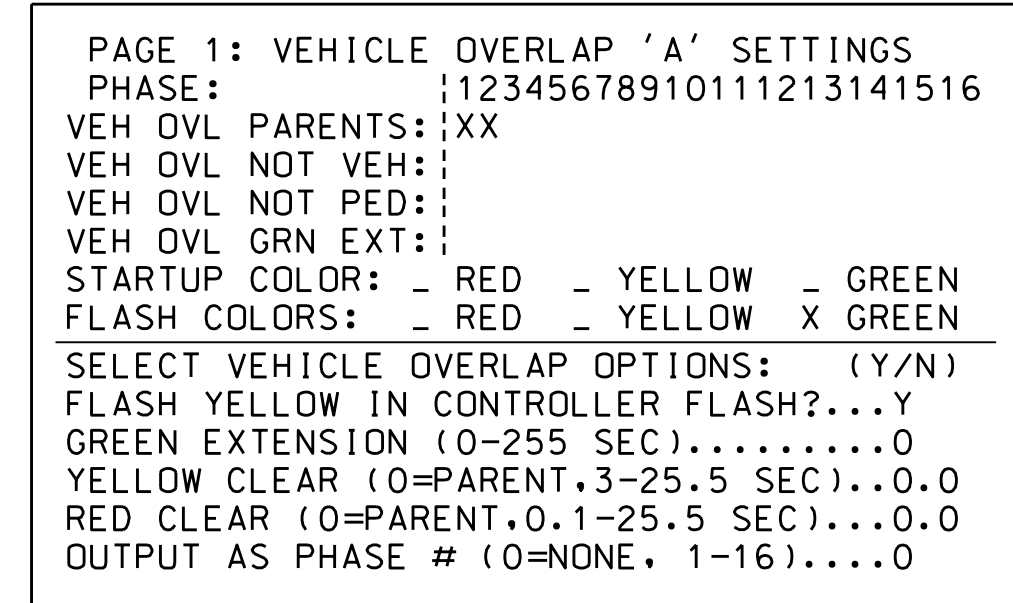 PAGE 1: VEHICLE OVERLAP 'A' SETTINGS
PHASE: ¦12345678910111213141516
VEH OVL PARENTS:¦XX
VEH OVL NOT VEH:¦
VEH OVL NOT PED:¦
VEH OVL GRN EXT:¦
STARTUP COLOR: _ RED _ YELLOW _ GREEN
FLASH COLORS: _ RED _ YELLOW X GREEN
SELECT VEHICLE OVERLAP OPTIONS: (Y/N)
FLASH YELLOW IN CONTROLLER FLASH?...Y
GREEN EXTENSION (0-255 SEC).........0
YELLOW CLEAR (0=PARENT,3-25.5 SEC)..0.0
RED CLEAR (0=PARENT,0.1-25.5 SEC)...0.0
OUTPUT AS PHASE # (0=NONE, 1-16)....0